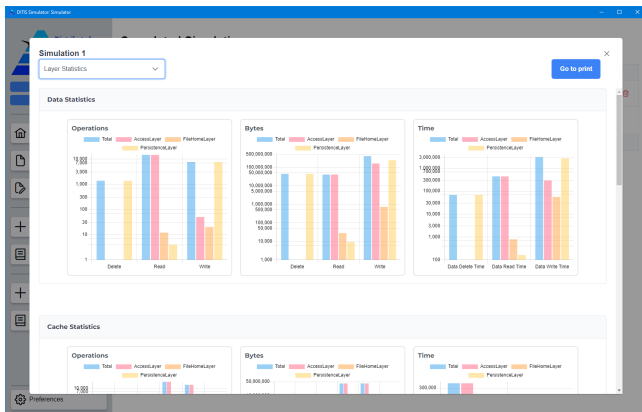 DITIS Simulator: Simulator
Simulation 1
Layer Statistics
Go to print
Data Statistics
Operations
Total AccessLayer FileHomeLayer
PersistenceLayer
10,000
3,000
1,000
300
100
30
10
1
Delete Read Write
Bytes
Total AccessLayer FileHomeLayer
PersistenceLayer
500,000,000
100,000,000
50,000,000
10,000,000
5,000,000
1,000,000
500,000
100,000
50,000
10,000
1,000
Delete Read Write
Time
Total AccessLayer FileHomeLayer
PersistenceLayer
3,000,000
1,000,000
700,000
300,000
100,000
30,000
10,000
3,000
1,000
100
Data Delete Time Data Read Time Data Write Time
Cache Statistics
Operations
Total AccessLayer FileHomeLayer
PersistenceLayer
10,000
7,000
Bytes
Total AccessLayer FileHomeLayer
PersistenceLayer
50,000,000
Time
Total AccessLayer FileHomeLayer
PersistenceLayer
300,000
Preferences